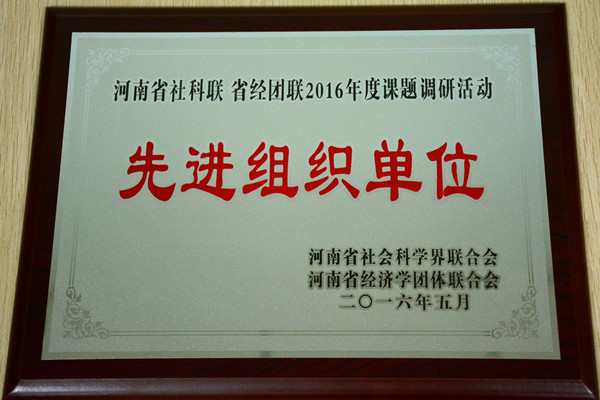 河南省社科联 省经团联2016年度课题调研活动
先进组织单位
河南省社会科学界联合会
河南省经济学团体联合会
二〇一六年五月